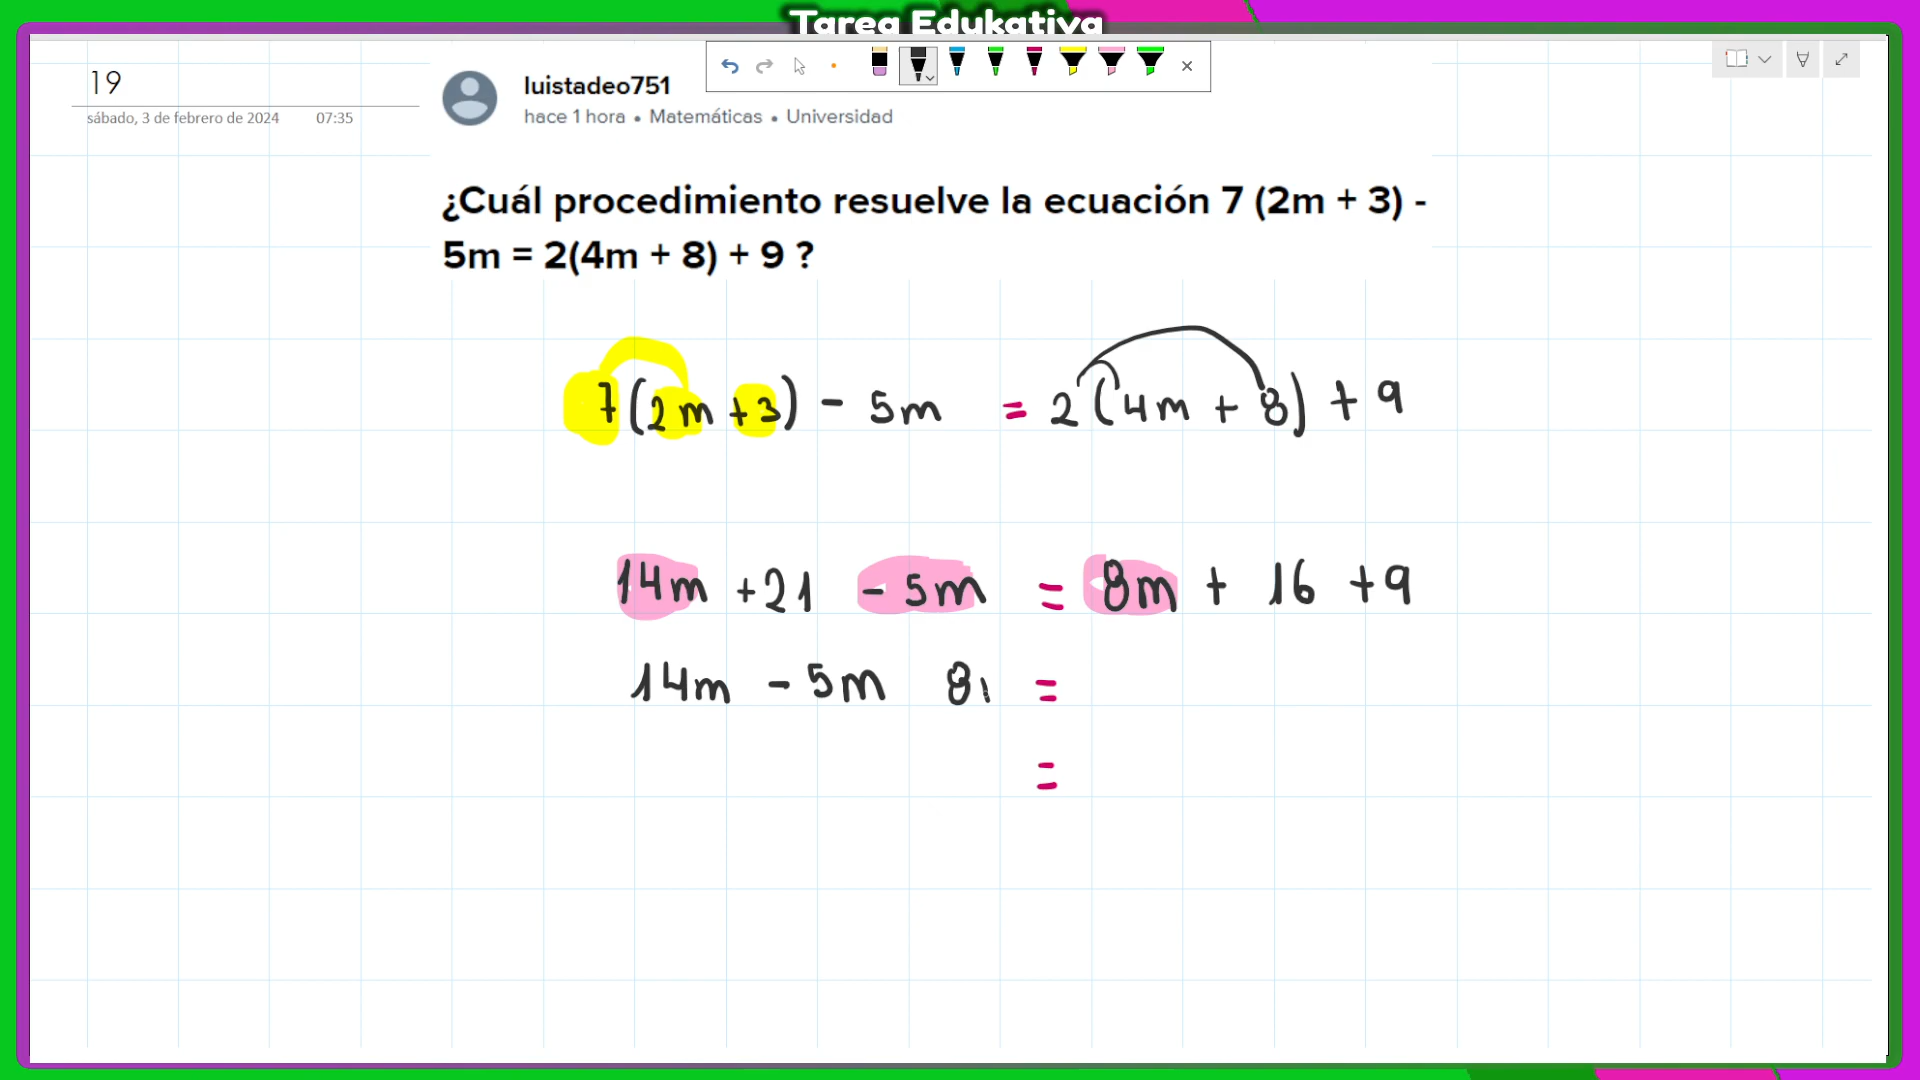 Tarea Edukativa
19
sábado, 3 de febrero de 2024 07:35
luistadeo751
hace 1 hora • Matemáticas • Universidad
¿Cuál procedimiento resuelve la ecuación 7 (2m + 3) -
5m = 2(4m + 8) + 9 ?
7(2m +3) - 5m = 2(4m + 8) + 9
14m +21 - 5m = 8m + 16 +9
14m - 5m 8 =
=